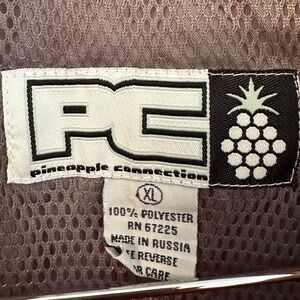 PC
pineapple connection
XL
100% POLYESTER
RN 67225
MADE IN RUSSIA
REVERSE
CARE